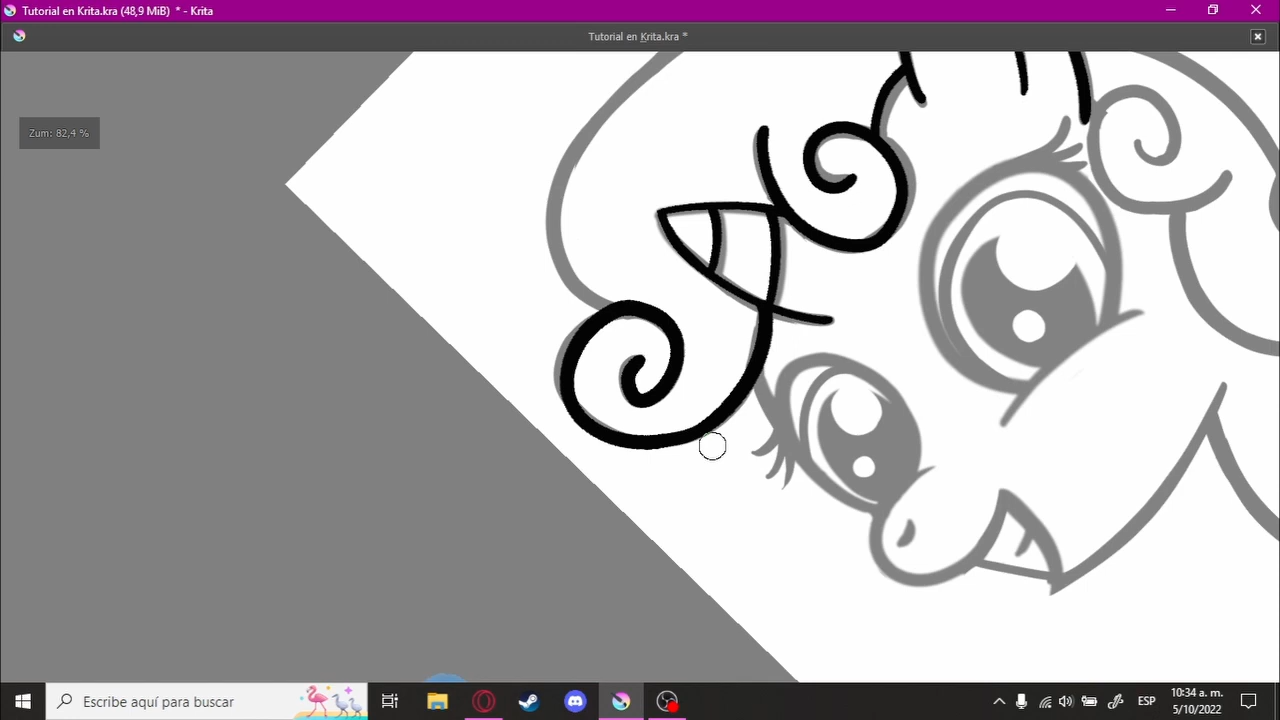 Tutorial en Krita.kra (48,9 MiB) * - Krita
Tutorial en Krita.kra *
Zum: 82,4 %
Escribe aquí para buscar
ESP
10:34 a. m.
5/10/2022